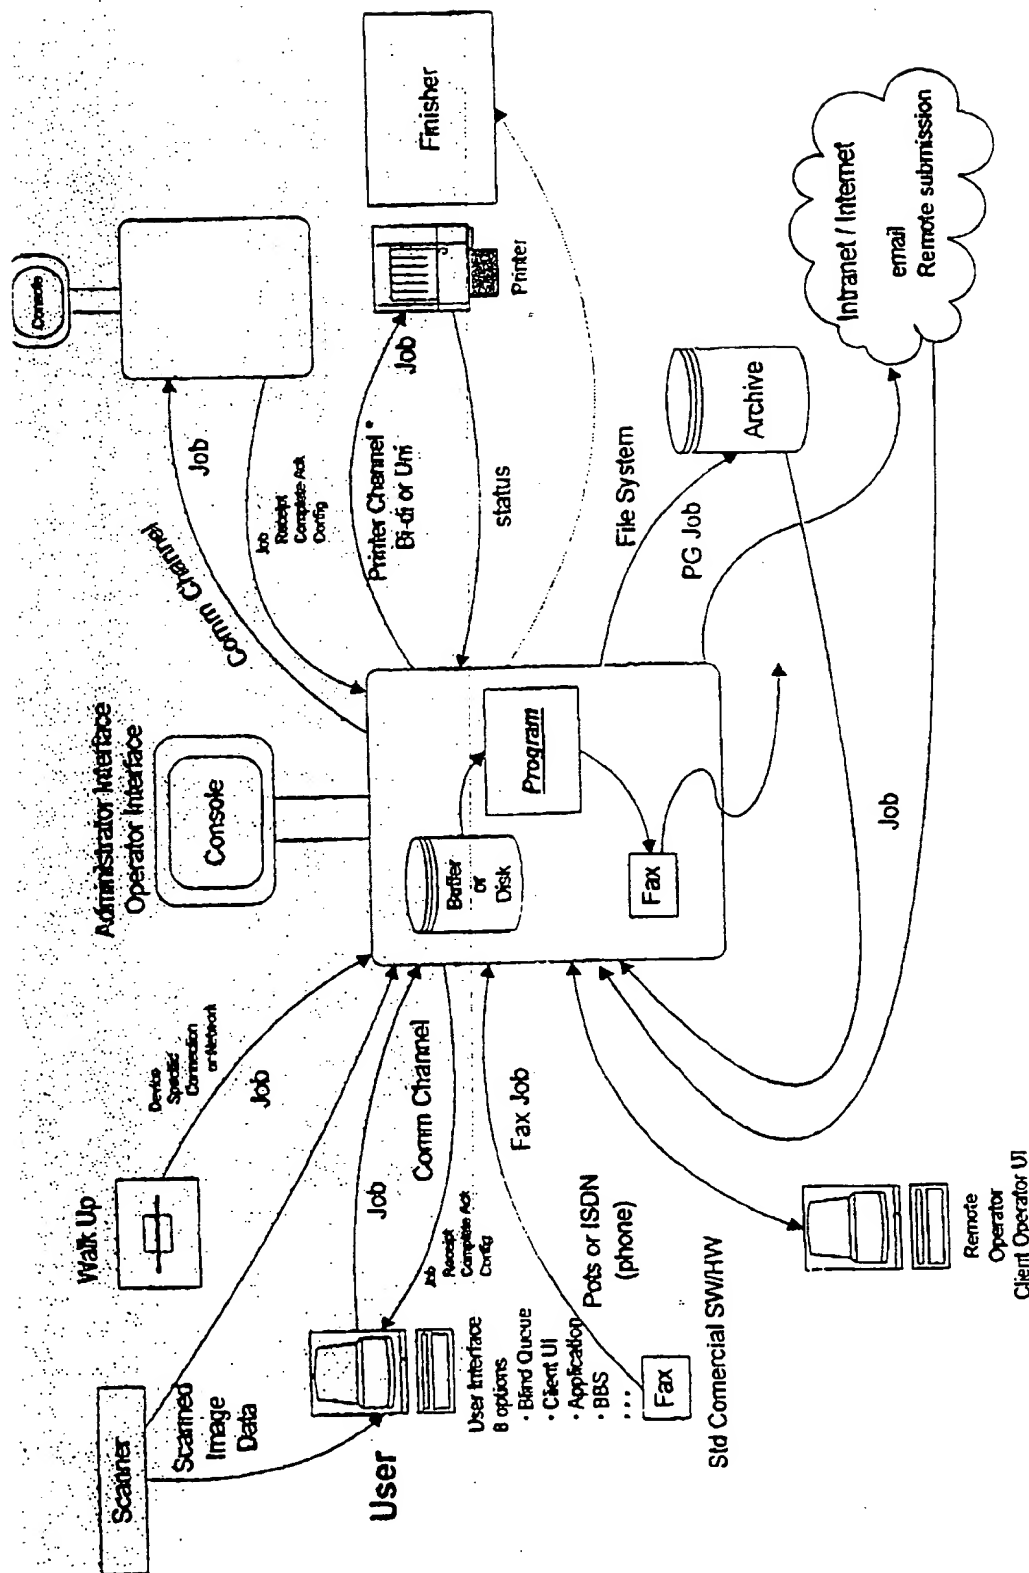 Scanner
Scanned
Image
Data
User
Walk Up
Device
Specific
Connection
or Network
Job
Job
Comm Channel
Job
Receipt
Complete Ack
Config
User Interface
8 options
· Blind Queue
· Client UI
· Application
· BBS
Fax Job
Pots or ISDN
(phone)
Fax
Std Comercial SW/HW
Remote
Operator
Client Operator UI
Administrator Interface
Operator Interface
Console
Buffer
or
Disk
Program
Fax
Comm Channel
Job
Job
Receipt
Complete Ack
Config
Console
Printer Channel *
Bi-di or Uni
Job
status
Printer
Finisher
File System
PG Job
Archive
Job
Intranet / Internet
email
Remote submission